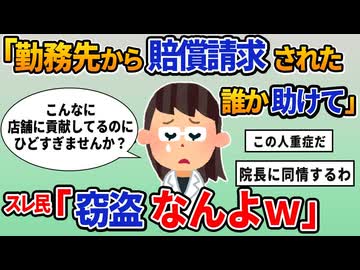 「勤務先から賠償請求された
誰か助けて」
こんなに
店舗に貢献してるのに
ひどすぎませんか？
この人重症だ
院長に同情するわ
スレ民「窃盗なんよｗ」